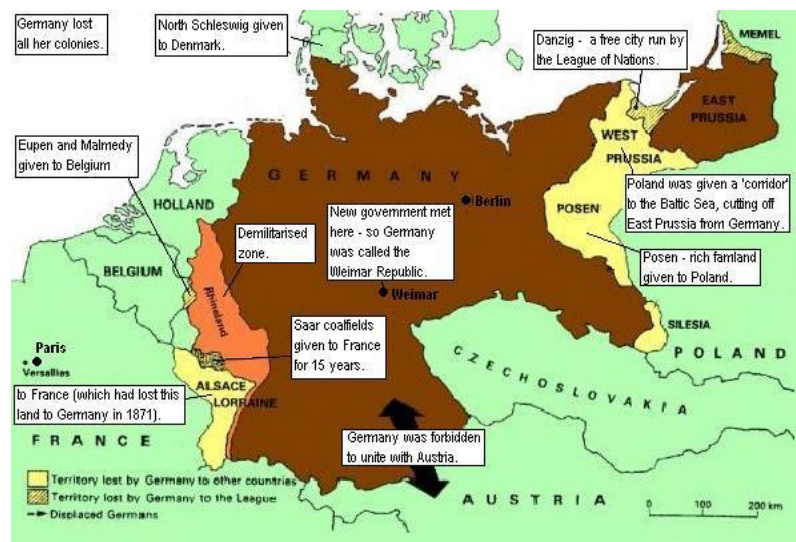 Germany lost
all her colonies.
North Schleswig given
to Denmark.
Danzig - a free city run by
the League of Nations.
MEMEL
EAST
PRUSSIA
WEST
PRUSSIA
Eupen and Malmedy
given to Belgium
GERMANY
HOLLAND
Berlin
POSEN
Poland was given a 'corridor'
to the Baltic Sea, cutting off
East Prussia from Germany.
New government met
here - so Germany
was called the
Weimar Republic.
Demilitarised
zone.
Posen - rich famland
given to Poland.
BELGIUM
Rhineland
Weimar
Saar coalfields
given to France
for 15 years.
SILESIA
POLAND
Paris
Versailles
CZECHOSLOVAKIA
ALSACE
LORRAINE
to France (which had lost this
land to Germany in 1871).
FRANCE
Germany was forbidden
to unite with Austria.
AUSTRIA
Territory lost by Germany to other countries
Territory lost by Germany to the League
Displaced Germans
0 100 200 km